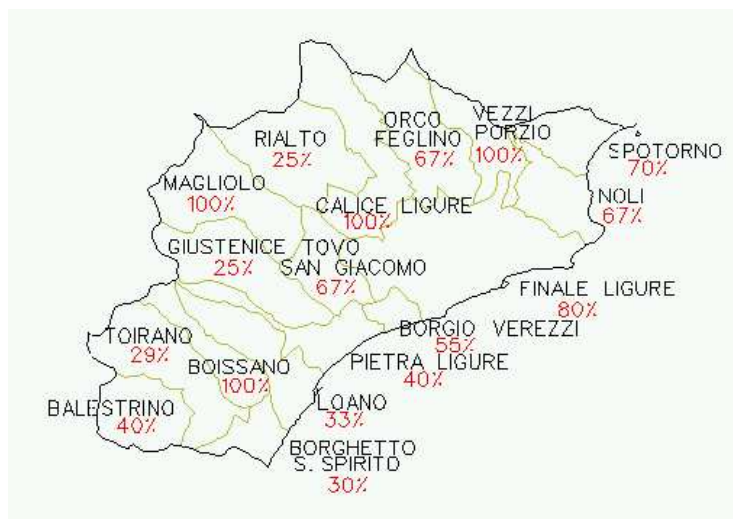 ORCO
FEGLINO
67%
VEZZI
PORZIO
100%
RIALTO
25%
SPOTORNO
70%
MAGLIOLO
100%
CALICE LIGURE
100%
NOLI
67%
GIUSTENICE
25%
TOVO
SAN GIACOMO
67%
FINALE LIGURE
80%
TOIRANO
29%
BORGIO VEREZZI
55%
BOISSANO
100%
PIETRA LIGURE
40%
BALESTRINO
40%
LOANO
33%
BORGHETTO
S. SPIRITO
30%